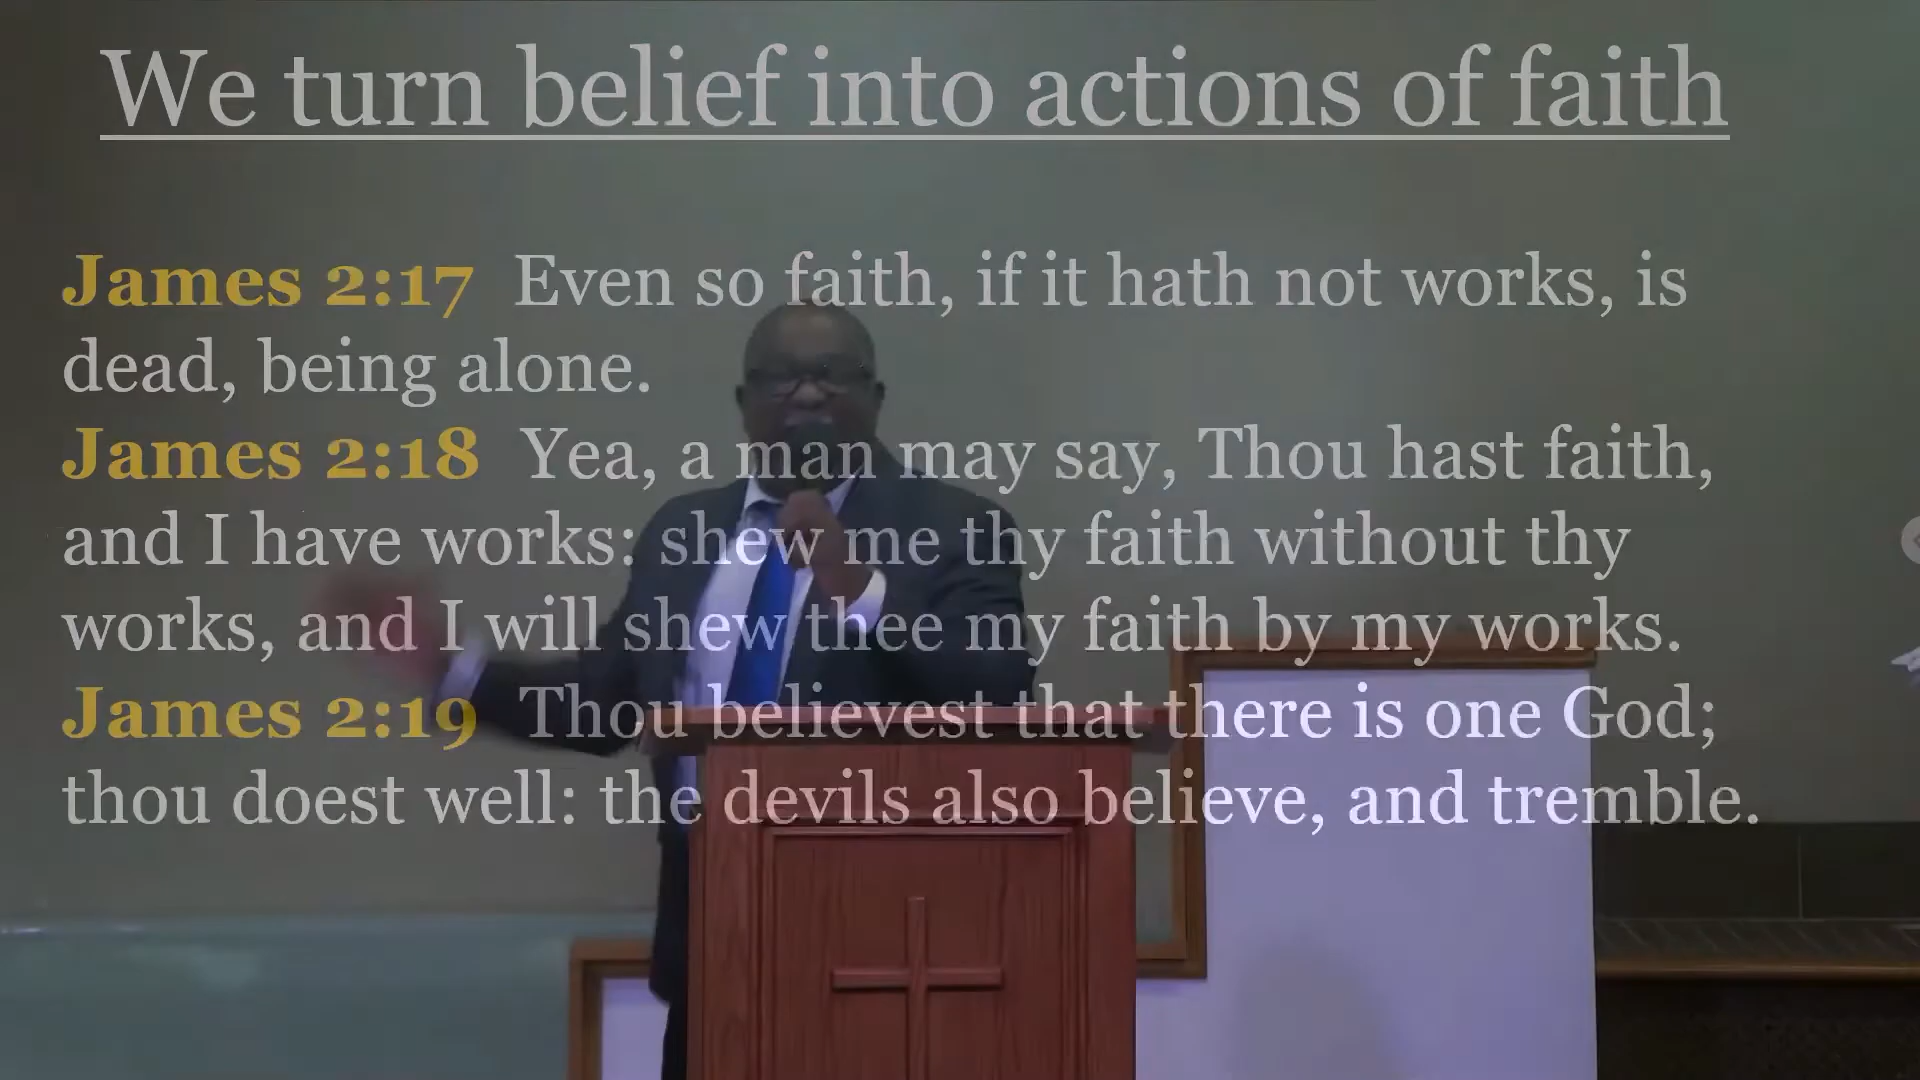 We turn belief into actions of faith
James 2:17 Even so faith, if it hath not works, is
dead, being alone.
James 2:18 Yea, a man may say, Thou hast faith,
and I have works: shew me thy faith without thy
works, and I will shew thee my faith by my works.
James 2:19 Thou believest that there is one God;
thou doest well: the devils also believe, and tremble.